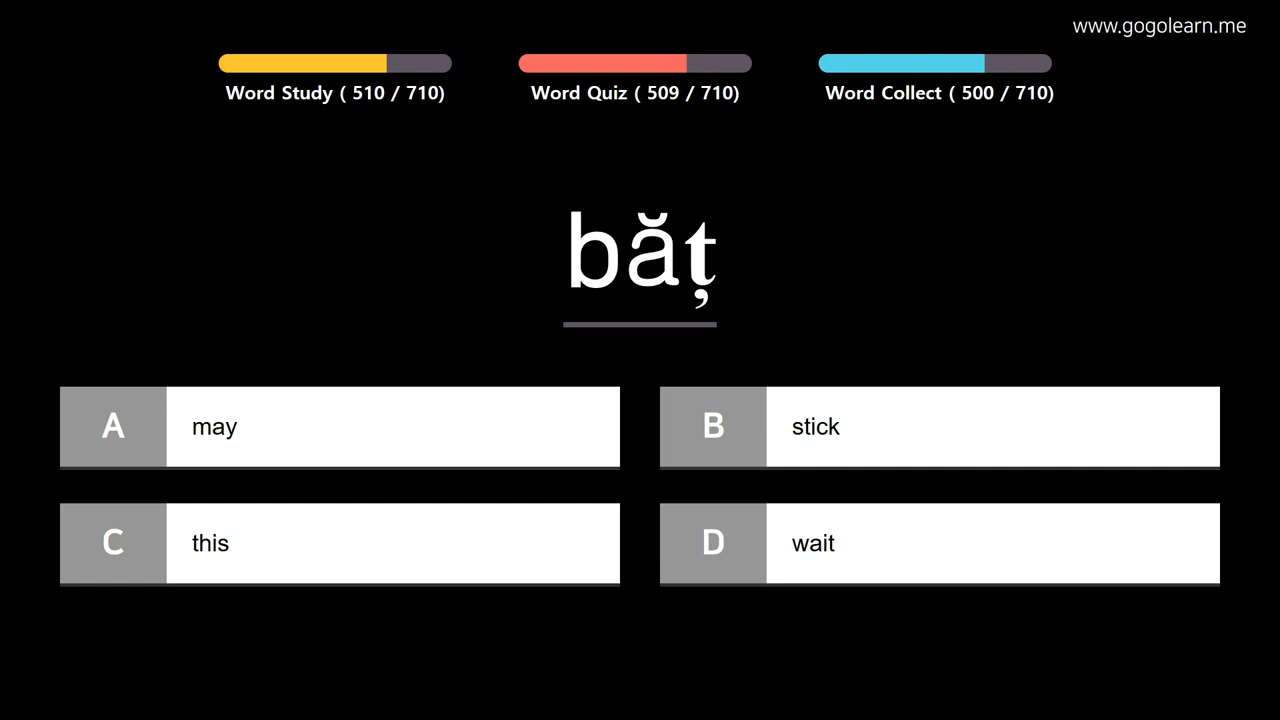 www.gogolearn.me
Word Study ( 510 / 710)
Word Quiz ( 509 / 710)
Word Collect ( 500 / 710)
băț
A may
B stick
C this
D wait